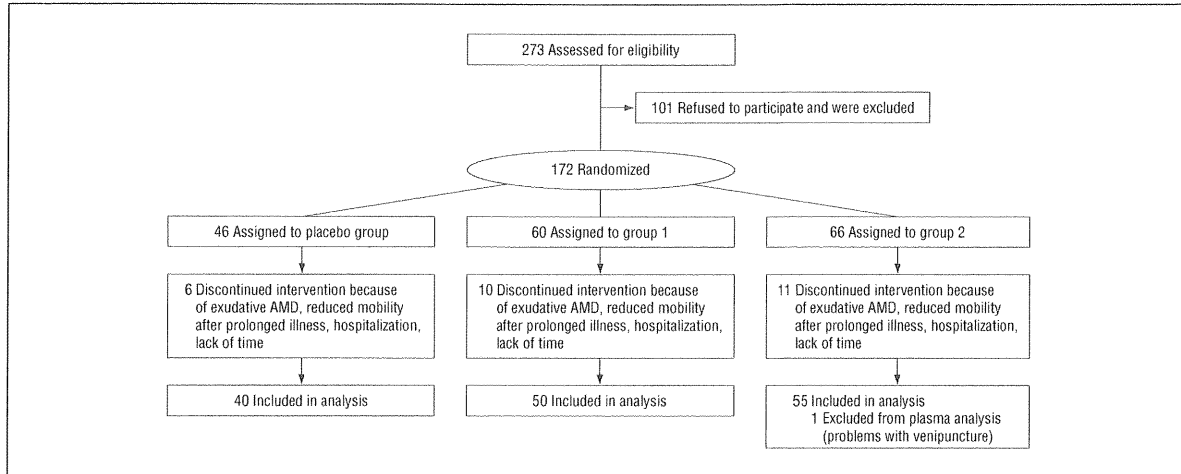 273 Assessed for eligibility
101 Refused to participate and were excluded
172 Randomized
46 Assigned to placebo group
60 Assigned to group 1
66 Assigned to group 2
6 Discontinued intervention because
of exudative AMD, reduced mobility
after prolonged illness, hospitalization,
lack of time
10 Discontinued intervention because
of exudative AMD, reduced mobility
after prolonged illness, hospitalization,
lack of time
11 Discontinued intervention because
of exudative AMD, reduced mobility
after prolonged illness, hospitalization,
lack of time
40 Included in analysis
50 Included in analysis
55 Included in analysis
1 Excluded from plasma analysis
(problems with venipuncture)